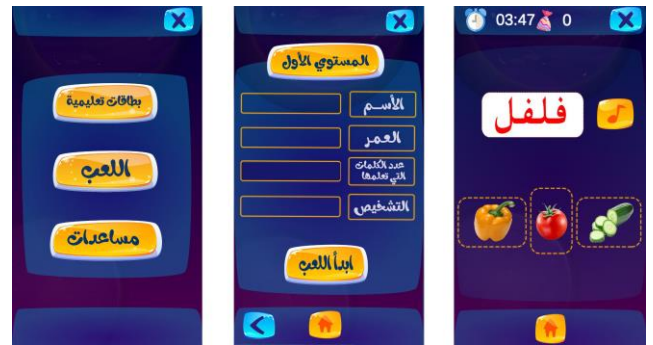 بطاقات تعليمية
اللعب
مساعدات
المستوي الأول
الأسم
العمر
عدد الكلمات
التي تعلمها
التشخيص
ابدأ اللعب
03:47 0
فلفل